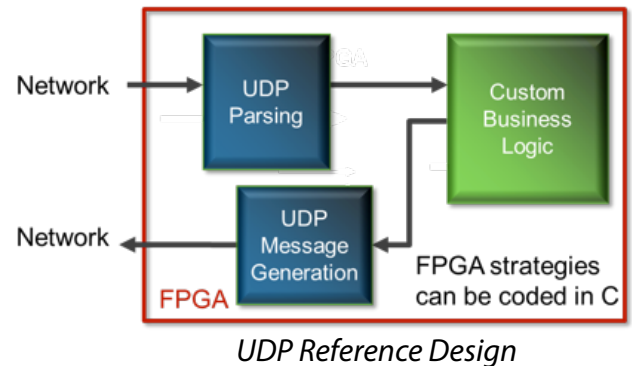 Network
UDP
Parsing
Custom
Business
Logic
UDP
Message
Generation
Network
FPGA
FPGA strategies
can be coded in C
UDP Reference Design